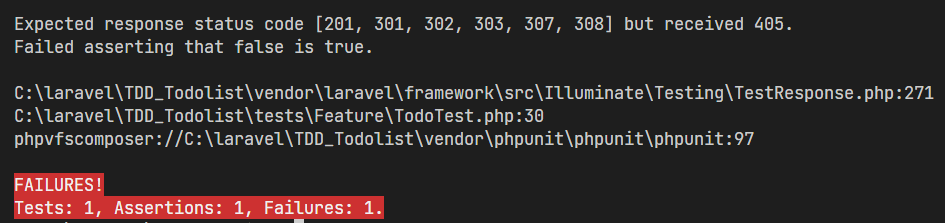 Expected response status code [201, 301, 302, 303, 307, 308] but received 405.
Failed asserting that false is true.
C:\laravel\TDD_Todolist\vendor\laravel\framework\src\Illuminate\Testing\TestResponse.php:271
C:\laravel\TDD_Todolist\tests\Feature\TodoTest.php:30
phpvfscomposer://C:\laravel\TDD_Todolist\vendor\phpunit\phpunit\phpunit:97
FAILURES!
Tests: 1, Assertions: 1, Failures: 1.